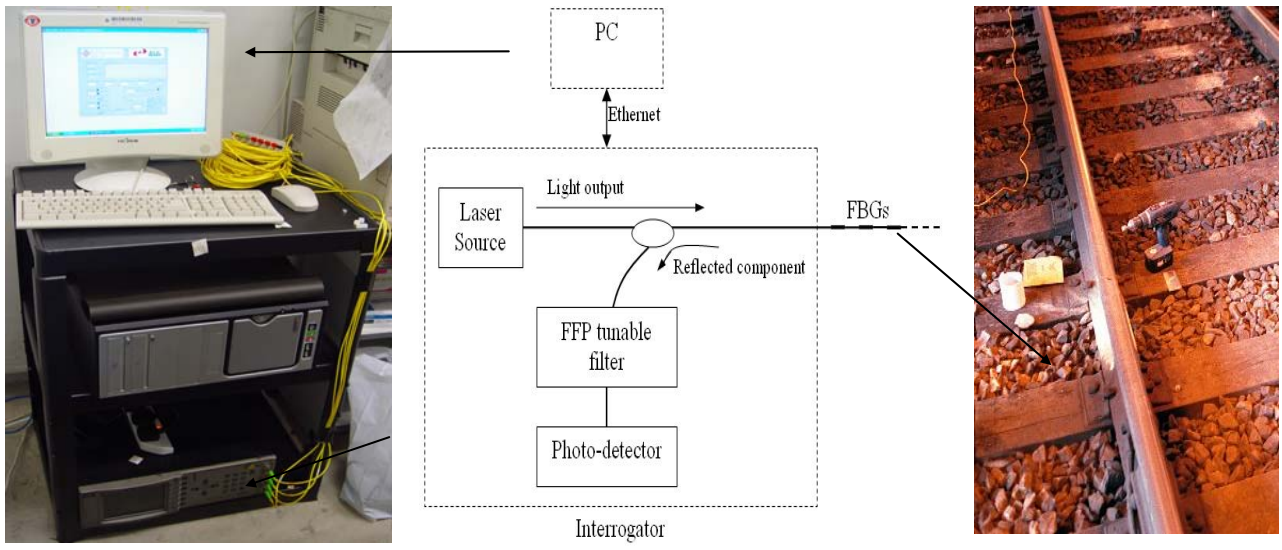 PC
Ethernet
Light output
Laser
Source
FBGs
Reflected component
FFP tunable
filter
Photo-detector
Interrogator